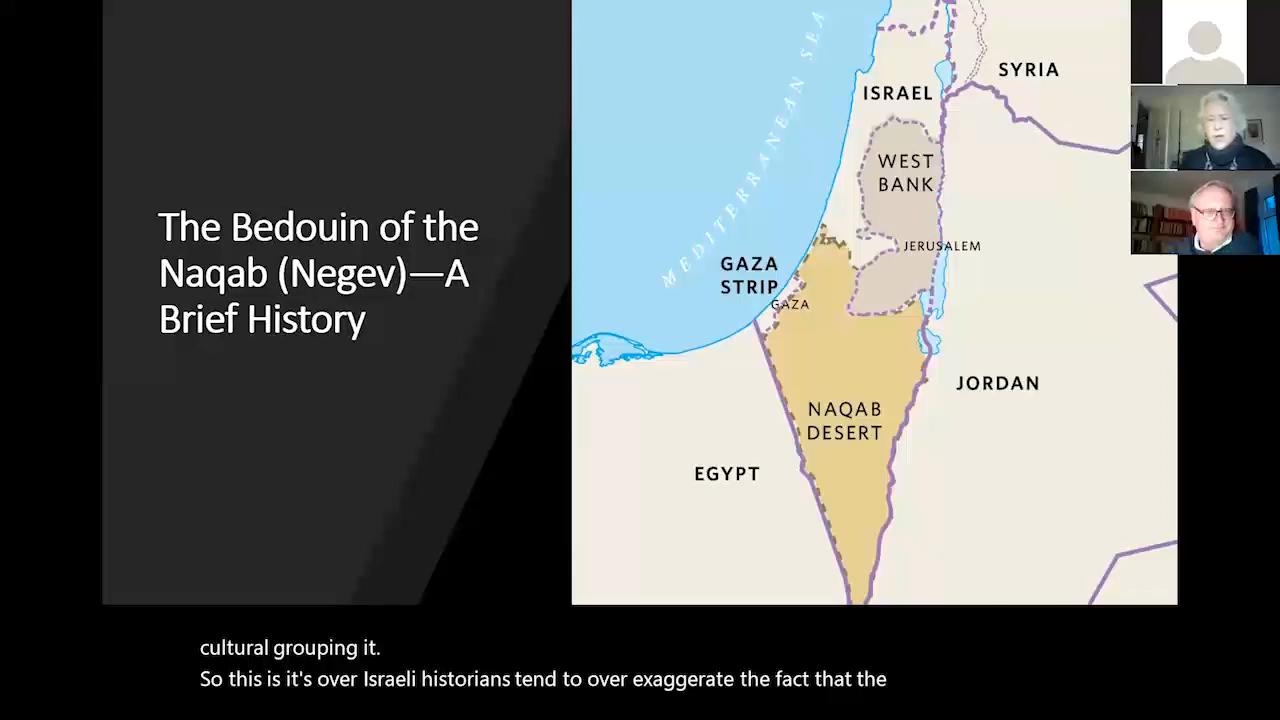 The Bedouin of the
Naqab (Negev)—A
Brief History
MEDITERRANEAN SEA
SYRIA
ISRAEL
WEST
BANK
JERUSALEM
GAZA
STRIP
GAZA
JORDAN
NAQAB
DESERT
EGYPT
cultural grouping it.
So this is it's over Israeli historians tend to over exaggerate the fact that the